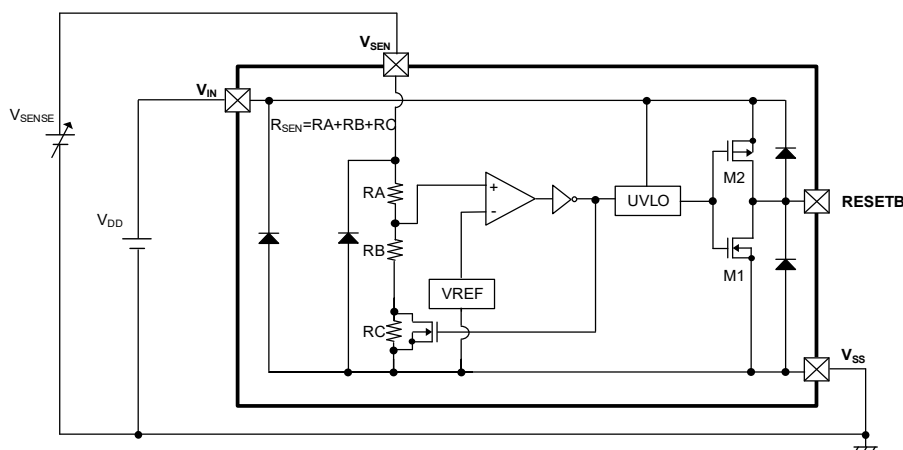 V_SEN
V_IN
V_SENSE
R_SEN=RA+RB+RC
RA
+
-
UVLO
M2
RESETB
V_DD
RB
VREF
M1
RC
V_SS